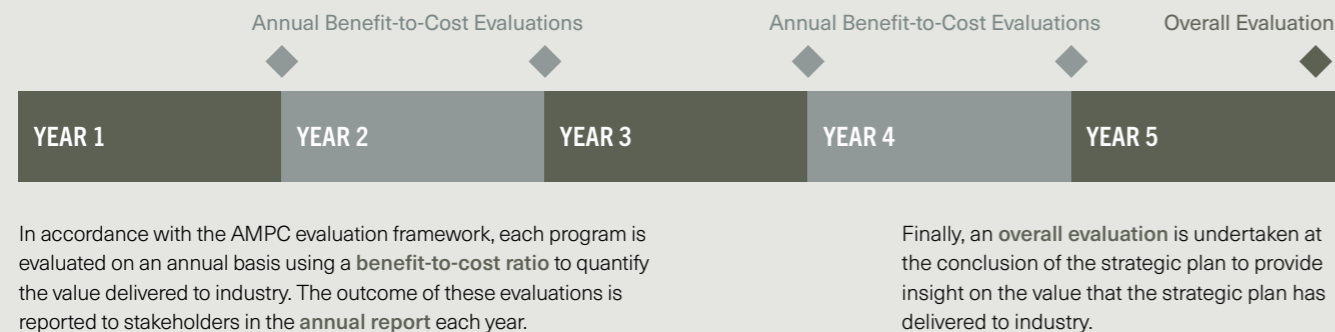 Annual Benefit-to-Cost Evaluations
Annual Benefit-to-Cost Evaluations
Overall Evaluation
YEAR 1
YEAR 2
YEAR 3
YEAR 4
YEAR 5
In accordance with the AMPC evaluation framework, each program is
evaluated on an annual basis using a benefit-to-cost ratio to quantify
the value delivered to industry. The outcome of these evaluations is
reported to stakeholders in the annual report each year.
Finally, an overall evaluation is undertaken at
the conclusion of the strategic plan to provide
insight on the value that the strategic plan has
delivered to industry.